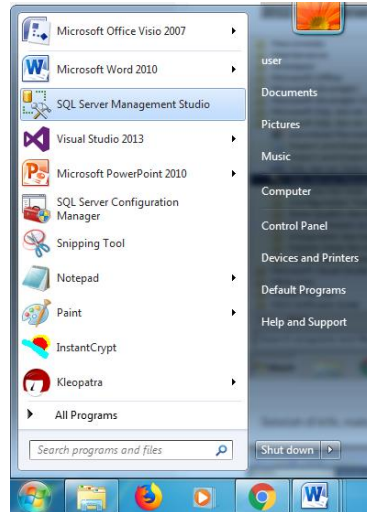 Microsoft Office Visio 2007
Microsoft Word 2010
SQL Server Management Studio
Visual Studio 2013
Microsoft PowerPoint 2010
SQL Server Configuration
Manager
Snipping Tool
Notepad
Paint
InstantCrypt
Kleopatra
All Programs
Search programs and files
user
Documents
Pictures
Music
Computer
Control Panel
Devices and Printers
Default Programs
Help and Support
Shut down